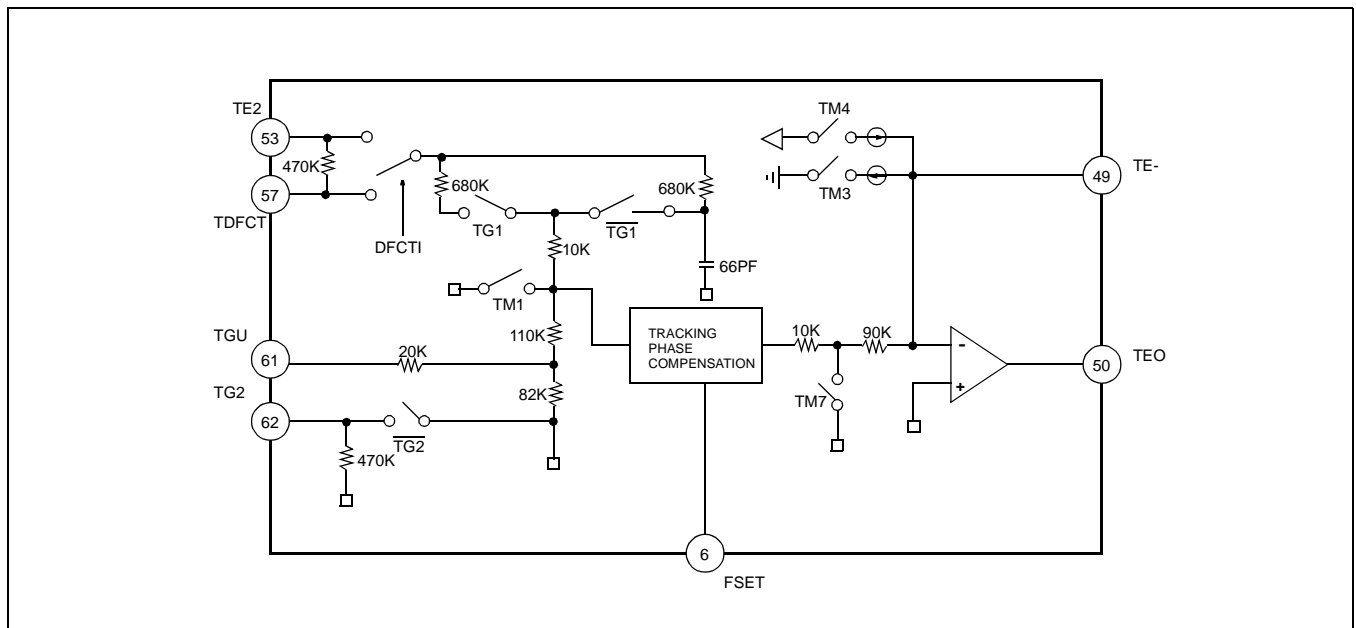 TE2
53
470K
57
TDFCT
DFCTI
680K
TG1
TG1
680K
10K
66PF
TM1
TM4
TM3
TE-
49
TGU
61
20K
110K
TRACKING
PHASE
COMPENSATION
10K
90K
-
+
TEO
50
TG2
62
82K
TM7
TG2
470K
6
FSET